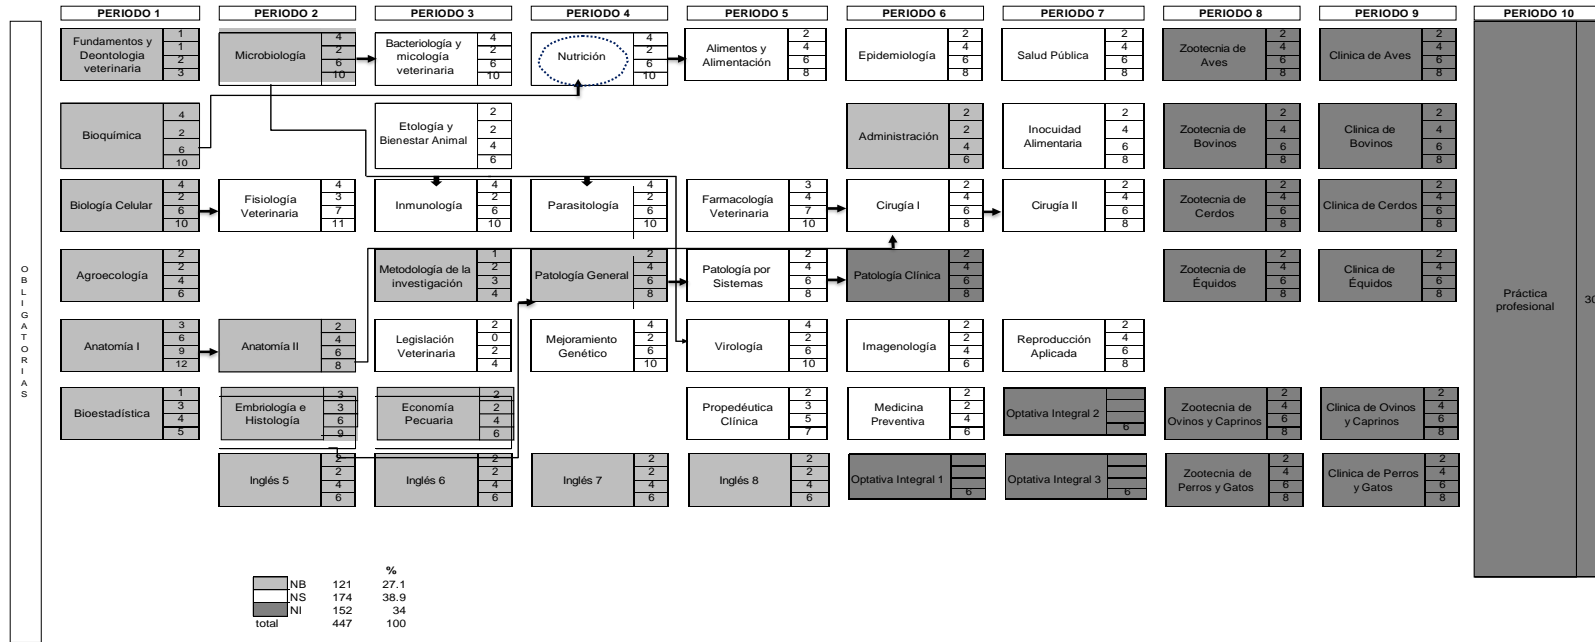 PERIODO 1 PERIODO 2 PERIODO 3 PERIODO 4 PERIODO 5 PERIODO 6 PERIODO 7 PERIODO 8 PERIODO 9 PERIODO 10
OBLIGATORIAS
Fundamentos y
Deontologia
veterinaria
1
1
2
3
Microbiología
4
2
6
10
Bacteriología y
micología
veterinaria
4
2
6
10
Nutrición
4
2
6
10
Alimentos y
Alimentación
2
4
6
8
Epidemiología
2
4
6
8
Salud Pública
2
4
6
8
Zootecnia de
Aves
2
4
6
8
Clinica de Aves
2
4
6
8
Bioquímica
4
2
6
10
Etología y
Bienestar Animal
2
2
4
6
Administración
2
2
4
6
Inocuidad
Alimentaria
2
4
6
8
Zootecnia de
Bovinos
2
4
6
8
Clinica de
Bovinos
2
4
6
8
Biología Celular
4
2
6
10
Fisiología
Veterinaria
4
3
7
11
Inmunología
4
2
6
10
Parasitología
4
2
6
10
Farmacología
Veterinaria
3
4
7
10
Cirugía I
2
4
6
8
Cirugía II
2
4
6
8
Zootecnia de
Cerdos
2
4
6
8
Clinica de Cerdos
2
4
6
8
Agroecología
2
2
4
6
Metodología de la
investigación
1
2
3
4
Patología General
2
4
6
8
Patología por
Sistemas
2
4
6
8
Patología Clínica
2
4
6
8
Zootecnia de
Équidos
2
4
6
8
Clinica de
Équidos
2
4
6
8
Práctica
profesional
30
Anatomía I
3
6
9
12
Anatomía II
2
4
6
8
Legislación
Veterinaria
2
0
2
4
Mejoramiento
Genético
4
2
6
10
Virología
4
2
6
10
Imagenología
2
2
4
6
Reproducción
Aplicada
2
4
6
8
Bioestadística
1
3
4
5
Embriología e
Histología
3
3
6
9
Economía
Pecuaria
2
2
4
6
Propedéutica
Clínica
2
3
5
7
Medicina
Preventiva
2
2
4
6
Optativa Integral 2
6
Zootecnia de
Ovinos y Caprinos
2
4
6
8
Clinica de Ovinos
y Caprinos
2
4
6
8
Inglés 5
2
2
4
6
Inglés 6
2
2
4
6
Inglés 7
2
2
4
6
Inglés 8
2
2
4
6
Optativa Integral 1
6
Optativa Integral 3
6
Zootecnia de
Perros y Gatos
2
4
6
8
Clinica de Perros
y Gatos
2
4
6
8
%
NB 121 27.1
NS 174 38.9
NI 152 34
total 447 100